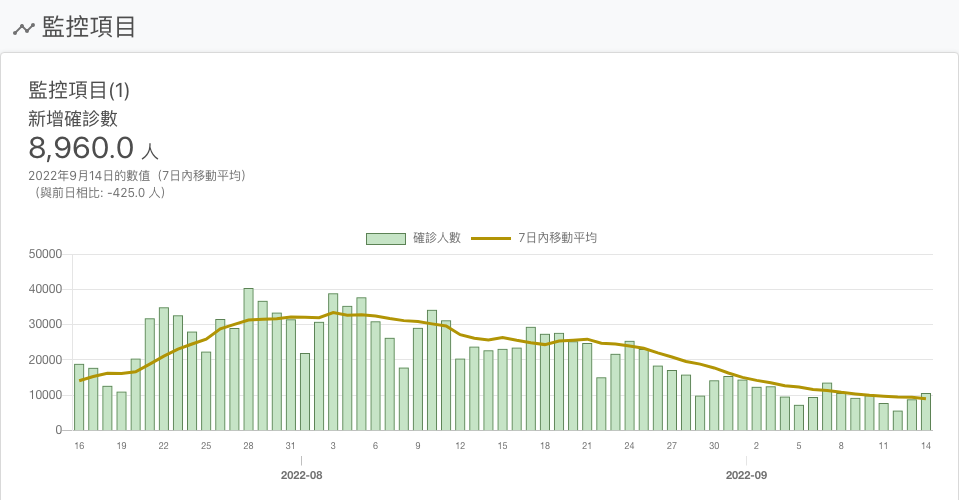 監控項目
監控項目(1)
新增確診數
8,960.0 人
2022年9月14日的數值（7日內移動平均）
（與前日相比: -425.0 人）
確診人數 7日內移動平均
50000
40000
30000
20000
10000
0
16 19 22 25 28 31 3 6 9 12 15 18 21 24 27 30 2 5 8 11 14
2022-08 2022-09